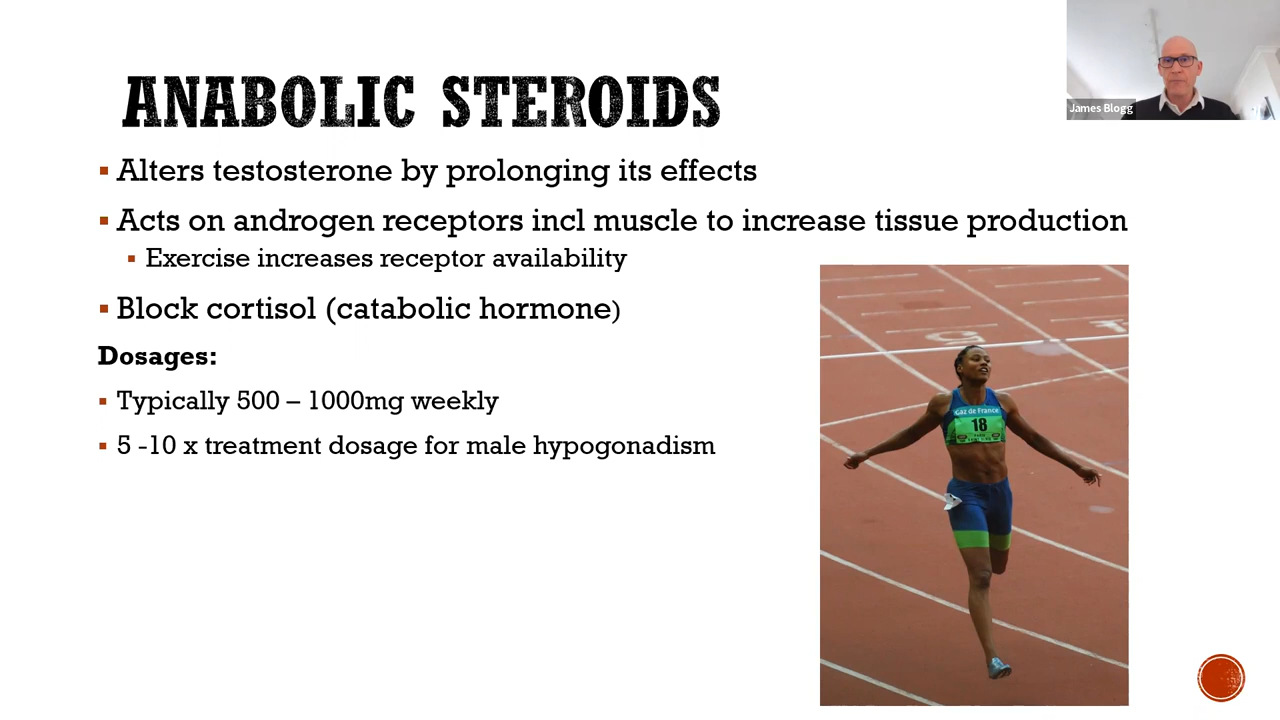 ANABOLIC STEROIDS
James Blogg
Alters testosterone by prolonging its effects
Acts on androgen receptors incl muscle to increase tissue production
Exercise increases receptor availability
Block cortisol (catabolic hormone)
Dosages:
Typically 500 – 1000mg weekly
5 -10 x treatment dosage for male hypogonadism
Gaz de France
18